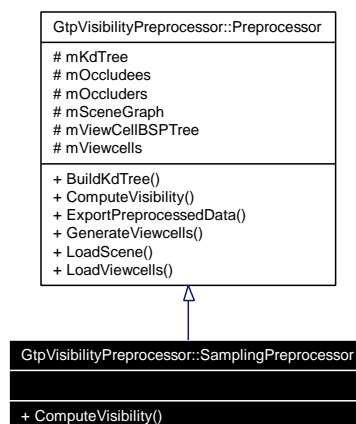 GtpVisibilityPreprocessor::Preprocessor
# mKdTree
# mOccludees
# mOccluders
# mSceneGraph
# mViewCellBSPTree
# mViewcells
+ BuildKdTree()
+ ComputeVisibility()
+ ExportPreprocessedData()
+ GenerateViewcells()
+ LoadScene()
+ LoadViewcells()
GtpVisibilityPreprocessor::SamplingPreprocessor
+ ComputeVisibility()